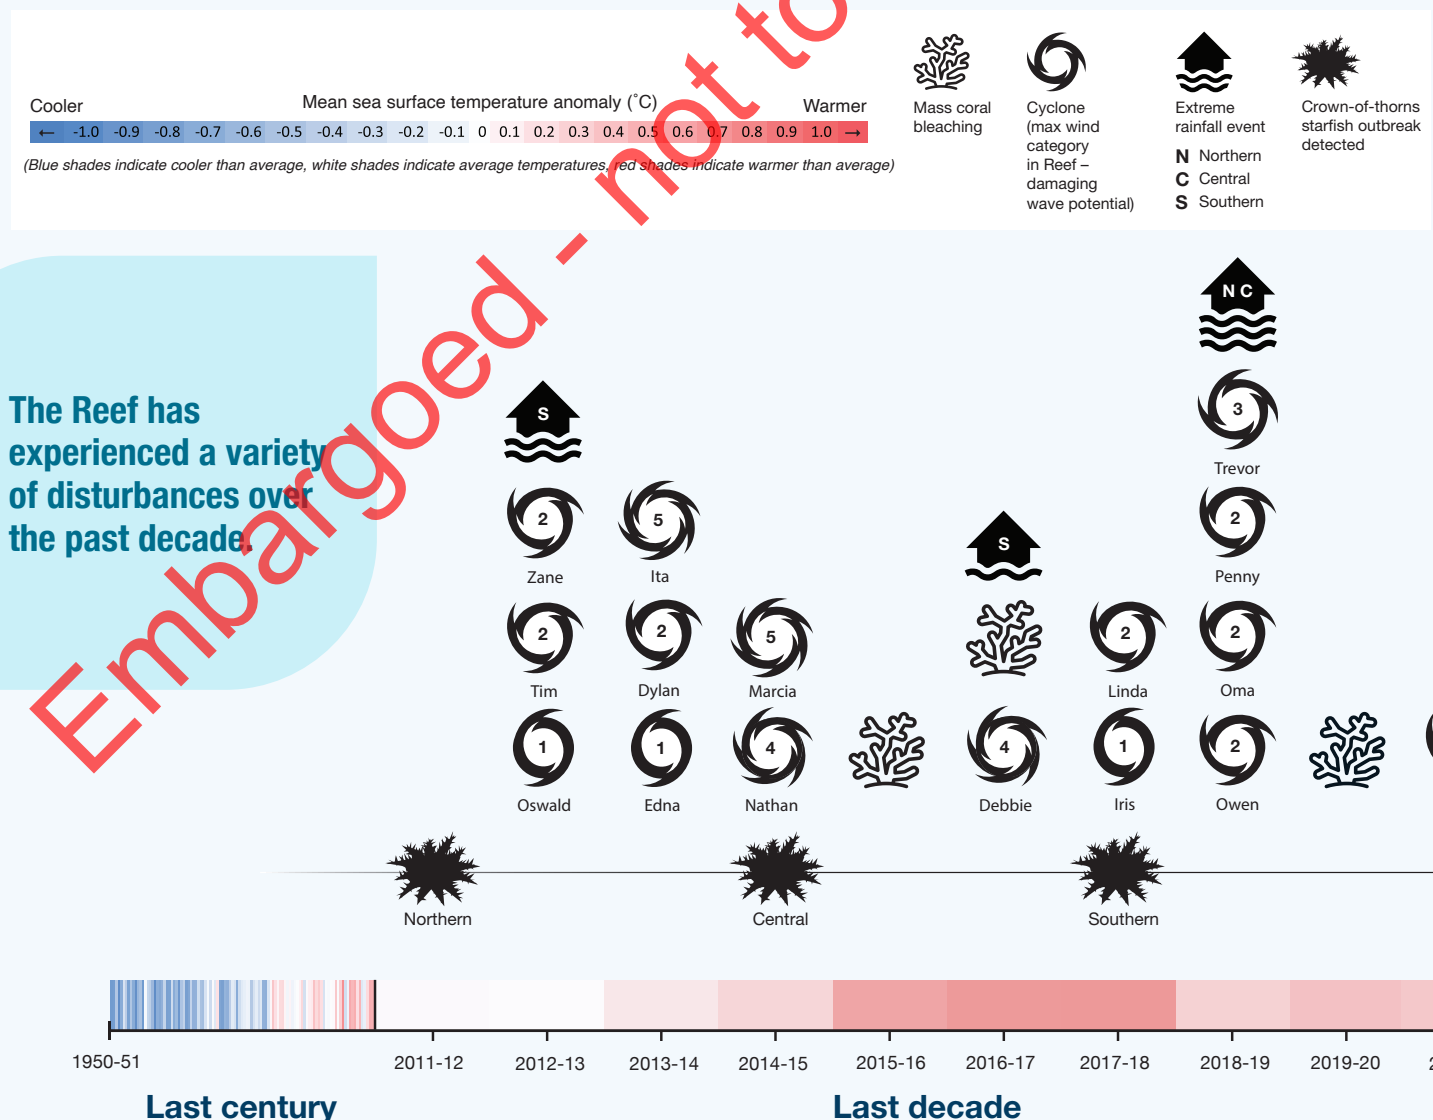 Cooler
Mean sea surface temperature anomaly (˚C)
Warmer
← -1.0 -0.9 -0.8 -0.7 -0.6 -0.5 -0.4 -0.3 -0.2 -0.1 0 0.1 0.2 0.3 0.4 0.5 0.6 0.7 0.8 0.9 1.0 →
(Blue shades indicate cooler than average, white shades indicate average temperatures, red shades indicate warmer than average)
Mass coral
bleaching
Cyclone
(max wind
category
in Reef –
damaging
wave potential)
Extreme
rainfall event
N Northern
C Central
S Southern
Crown-of-thorns
starfish outbreak
detected
Embargoed - not to
The Reef has
experienced a variety
of disturbances over
the past decade.
S
2
Zane
2
Tim
1
Oswald
5
Ita
2
Dylan
1
Edna
5
Marcia
4
Nathan
S
4
Debbie
2
Linda
1
Iris
N C
3
Trevor
2
Penny
2
Oma
2
Owen
Northern
Central
Southern
1950-51
2011-12
2012-13
2013-14
2014-15
2015-16
2016-17
2017-18
2018-19
2019-20
Last century
Last decade